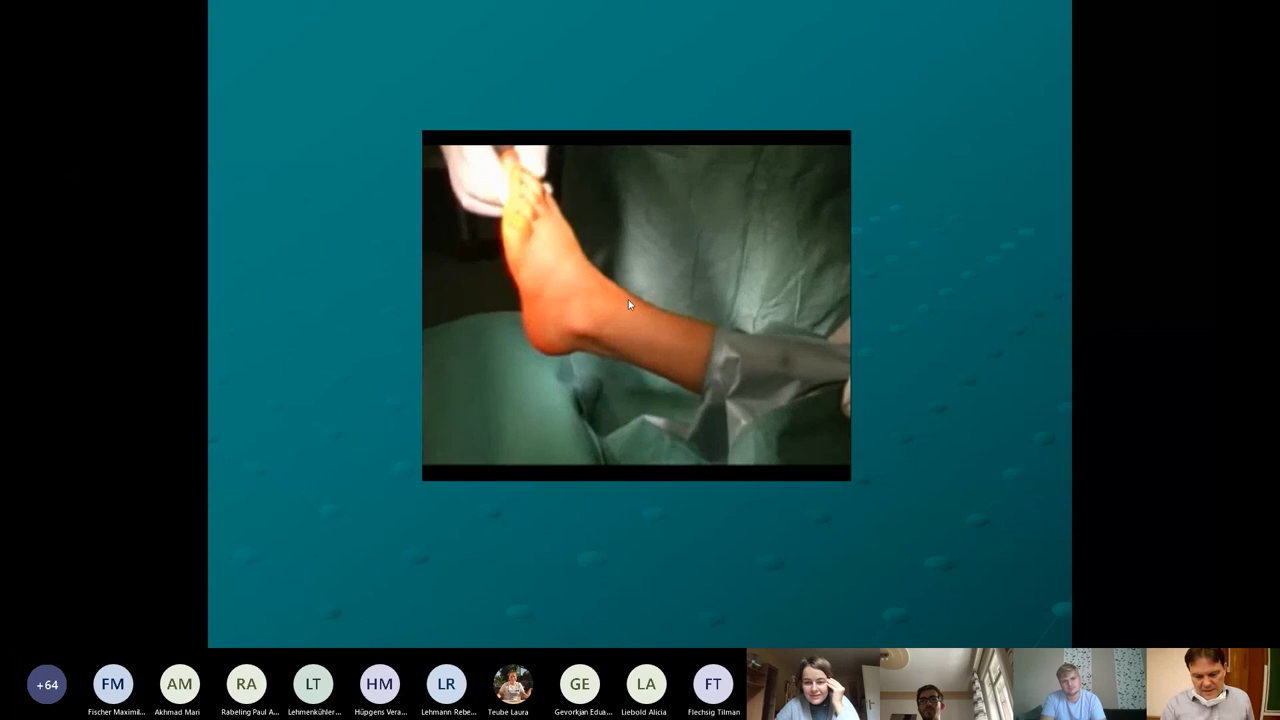 +64
FM
AM
RA
LT
HM
LR
GE
LA
FT
Fischer Maximil...
Akhmad Mari
Rabeling Paul A...
Lehmenkühler...
Hüpgens Vera...
Lehmann Rebe...
Teube Laura
Gevorkjan Edua...
Liebold Alicia
Flechsig Tilman